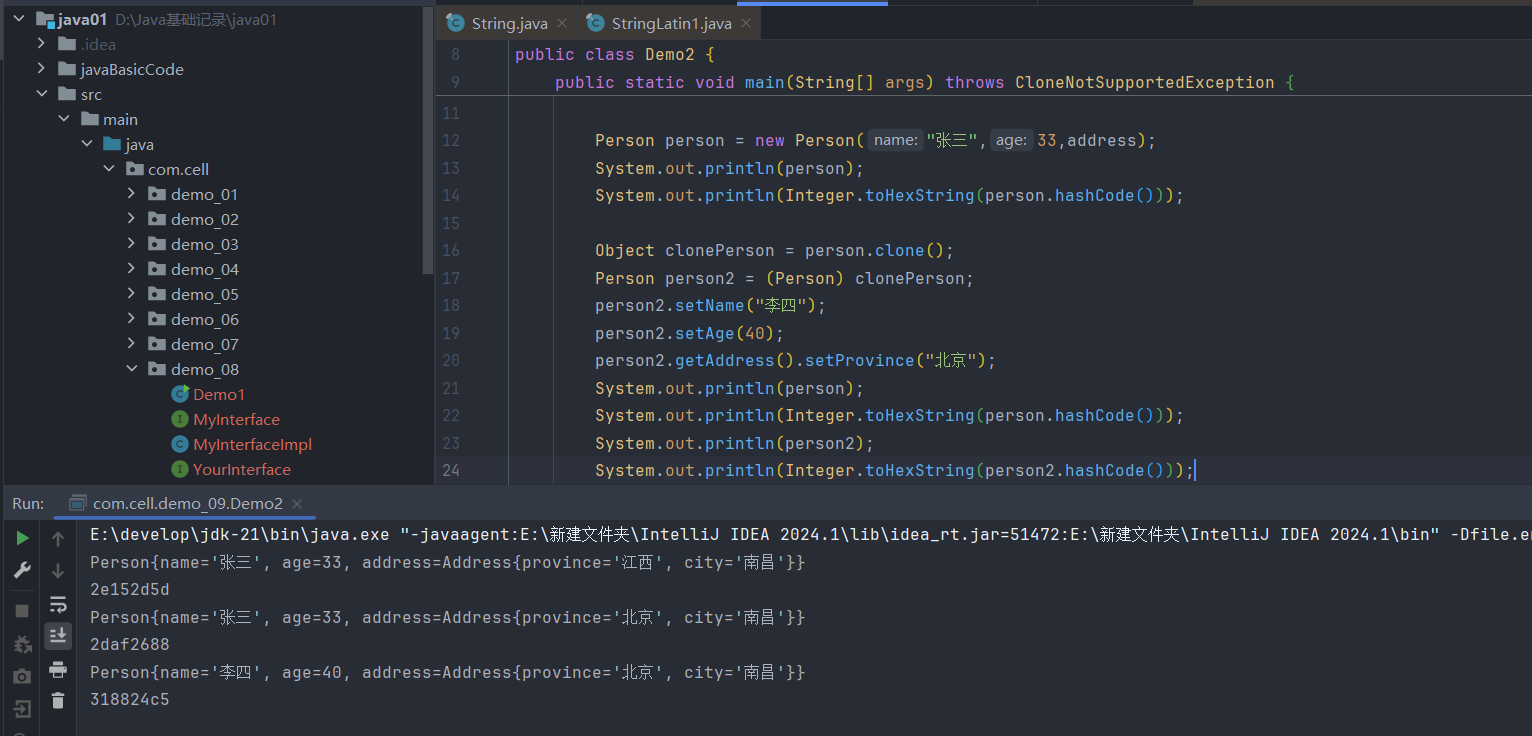 java01 D:\Java基础记录\java01
.idea
javaBasicCode
src
main
java
com.cell
demo_01
demo_02
demo_03
demo_04
demo_05
demo_06
demo_07
demo_08
Demo1
MyInterface
MyInterfaceImpl
YourInterface
String.java
StringLatin1.java
8 public class Demo2 {
9 public static void main(String[] args) throws CloneNotSupportedException {
11
12 Person person = new Person( name: "张三", age: 33,address);
13 System.out.println(person);
14 System.out.println(Integer.toHexString(person.hashCode()));
15
16 Object clonePerson = person.clone();
17 Person person2 = (Person) clonePerson;
18 person2.setName("李四");
19 person2.setAge(40);
20 person2.getAddress().setProvince("北京");
21 System.out.println(person);
22 System.out.println(Integer.toHexString(person.hashCode()));
23 System.out.println(person2);
24 System.out.println(Integer.toHexString(person2.hashCode()));
Run: com.cell.demo_09.Demo2
E:\develop\jdk-21\bin\java.exe "-javaagent:E:\新建文件夹\IntelliJ IDEA 2024.1\lib\idea_rt.jar=51472:E:\新建文件夹\IntelliJ IDEA 2024.1\bin" -Dfile.en
Person{name='张三', age=33, address=Address{province='江西', city='南昌'}}
2e152d5d
Person{name='张三', age=33, address=Address{province='北京', city='南昌'}}
2daf2688
Person{name='李四', age=40, address=Address{province='北京', city='南昌'}}
318824c5